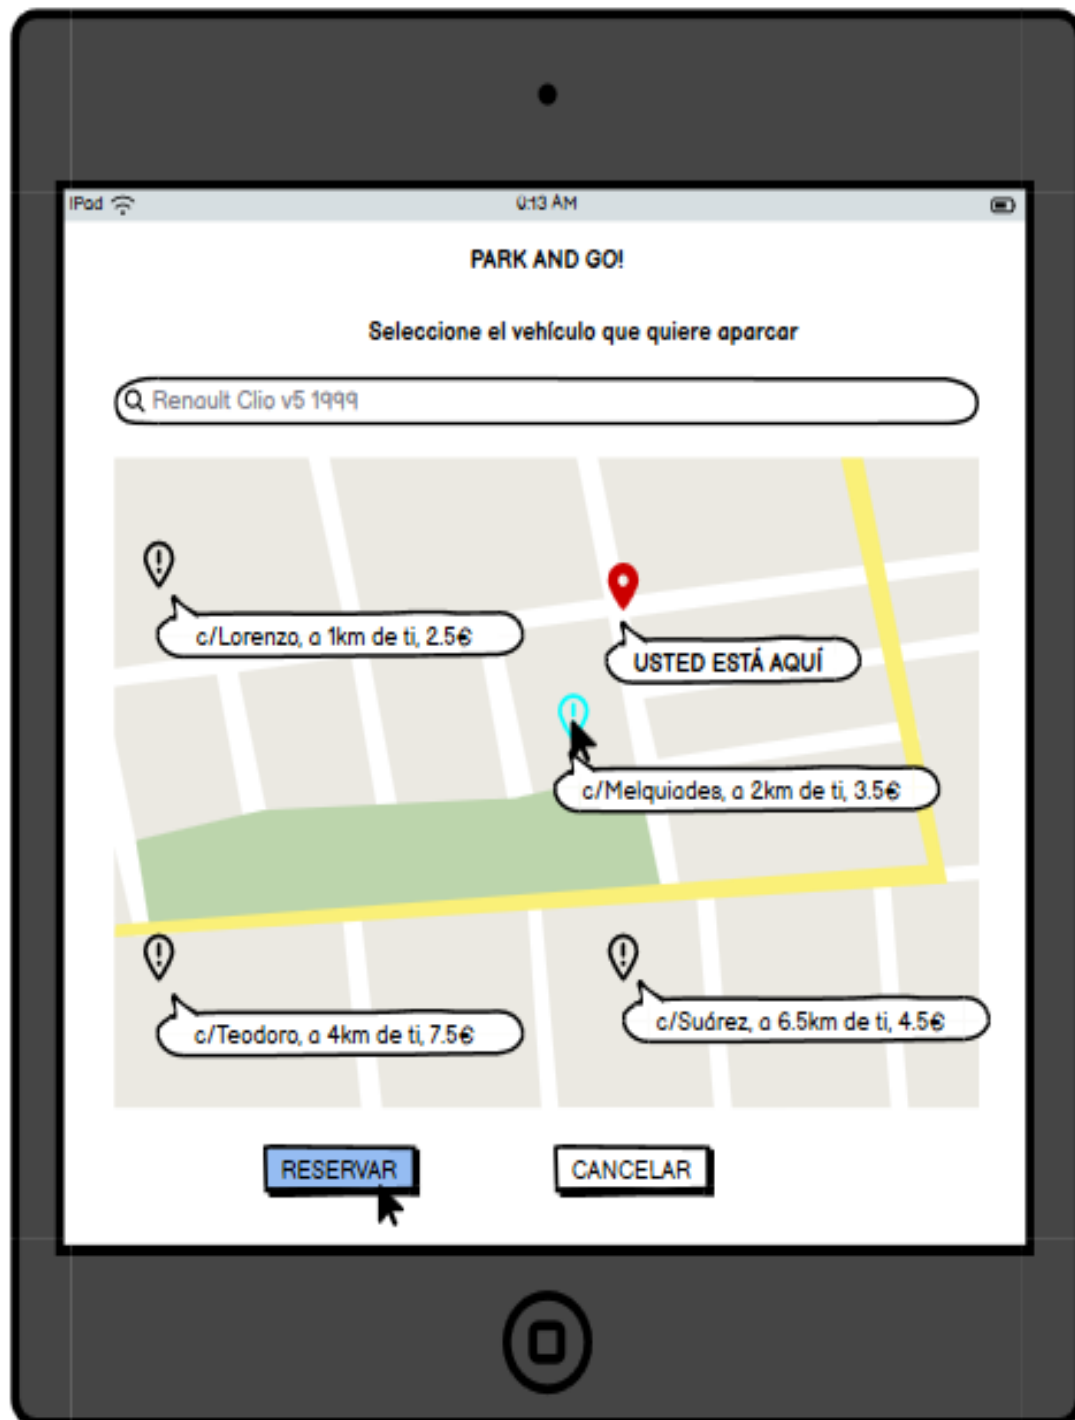 iPad
0:13 AM
PARK AND GO!
Seleccione el vehículo que quiere aparcar
Renault Clio v5 1999
c/Lorenzo, a 1km de ti, 2.5€
USTED ESTÁ AQUÍ
c/Melquiades, a 2km de ti, 3.5€
c/Teodoro, a 4km de ti, 7.5€
c/Suárez, a 6.5km de ti, 4.5€
RESERVAR
CANCELAR